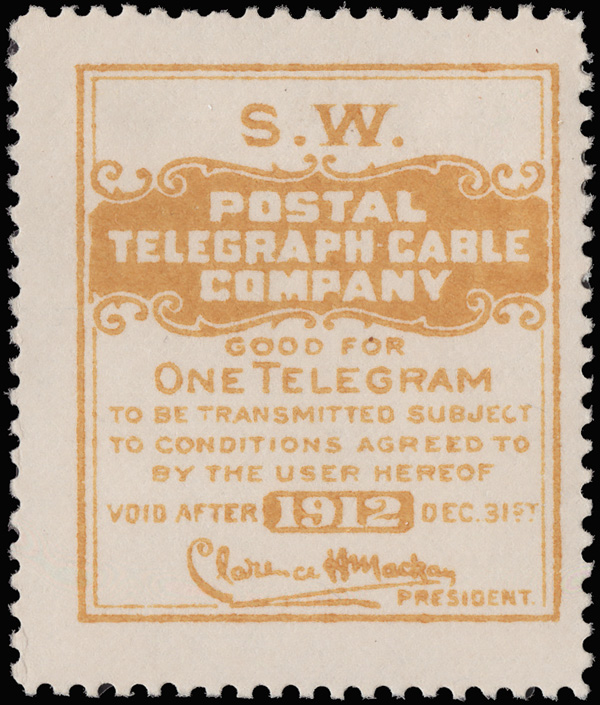 S.W.
POSTAL
TELEGRAPH-CABLE
COMPANY
GOOD FOR
ONE TELEGRAM
TO BE TRANSMITTED SUBJECT
TO CONDITIONS AGREED TO
BY THE USER HEREOF
VOID AFTER 1912 DEC. 31ST
Clarence H Mackay
PRESIDENT.